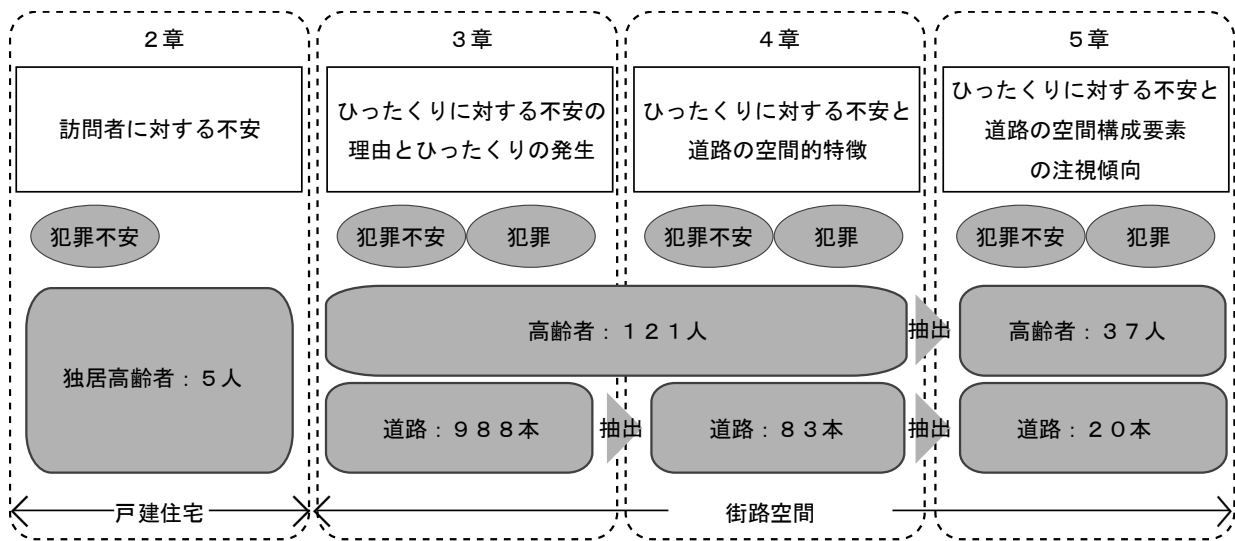 2章
訪問者に対する不安
犯罪不安
独居高齢者：5人
3章
ひったくりに対する不安の
理由とひったくりの発生
犯罪不安
犯罪
4章
ひったくりに対する不安と
道路の空間的特徴
犯罪不安
犯罪
5章
ひったくりに対する不安と
道路の空間構成要素
の注視傾向
犯罪不安
犯罪
高齢者：121人
抽出
高齢者：37人
道路：988本
抽出
道路：83本
抽出
道路：20本
戸建住宅
街路空間